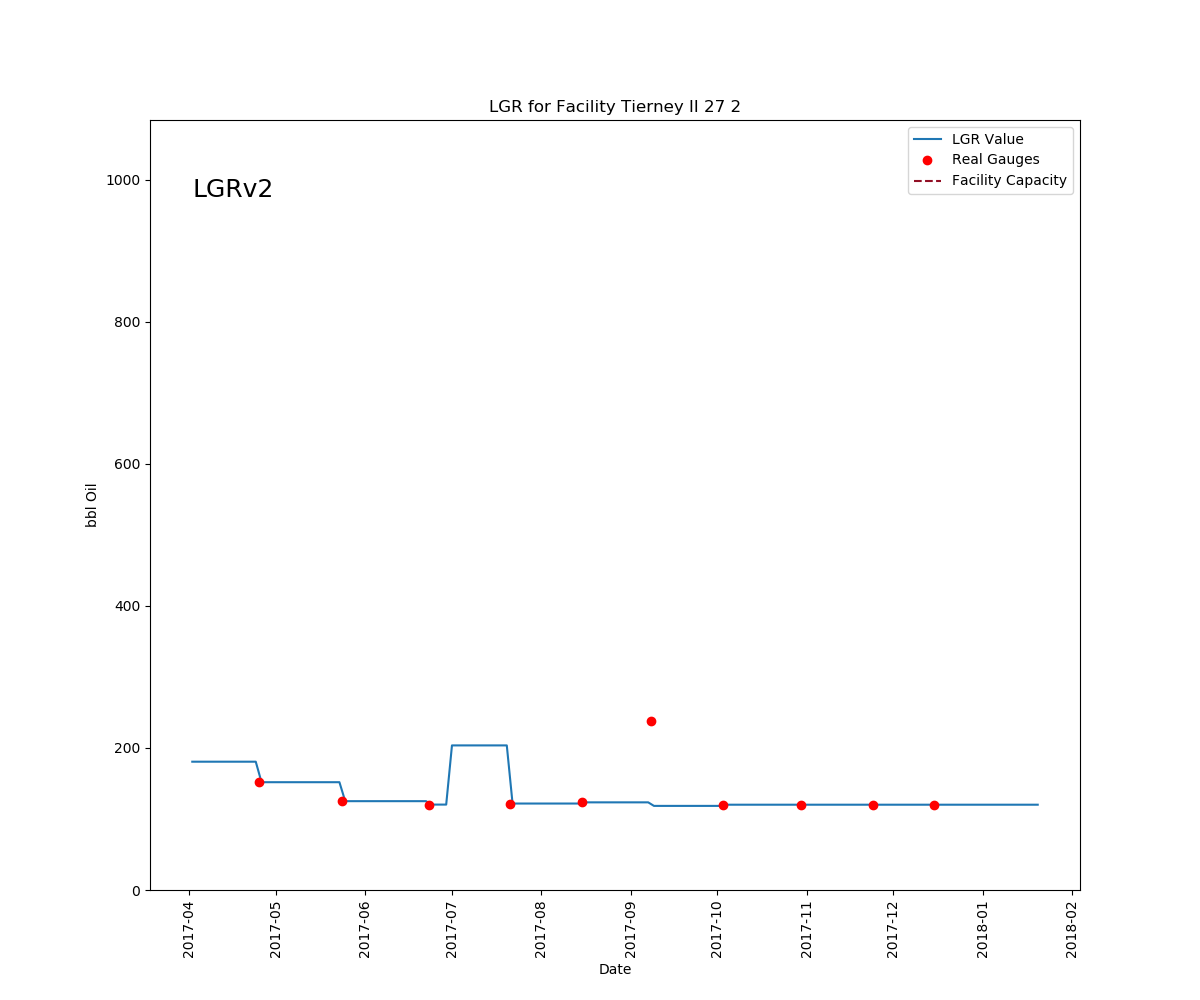 LGR for Facility Tierney II 27 2
LGRv2
LGR Value
Real Gauges
Facility Capacity
1000
800
600
400
200
0
bbl Oil
2017-04
2017-05
2017-06
2017-07
2017-08
2017-09
2017-10
2017-11
2017-12
2018-01
2018-02
Date